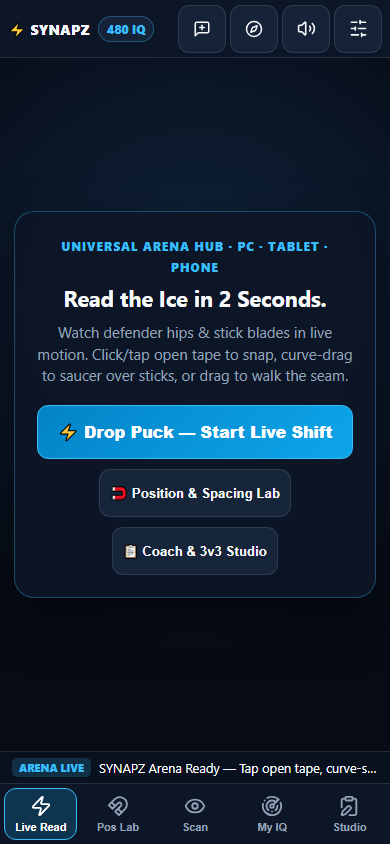 SYNAPZ 480 IQ
UNIVERSAL ARENA HUB · PC · TABLET ·
PHONE
Read the Ice in 2 Seconds.
Watch defender hips & stick blades in live
motion. Click/tap open tape to snap, curve-drag
to saucer over sticks, or drag to walk the seam.
⚡ Drop Puck — Start Live Shift
🧲 Position & Spacing Lab
📋 Coach & 3v3 Studio
ARENA LIVE SYNAPZ Arena Ready — Tap open tape, curve-s...
Live Read Pos Lab Scan My IQ Studio